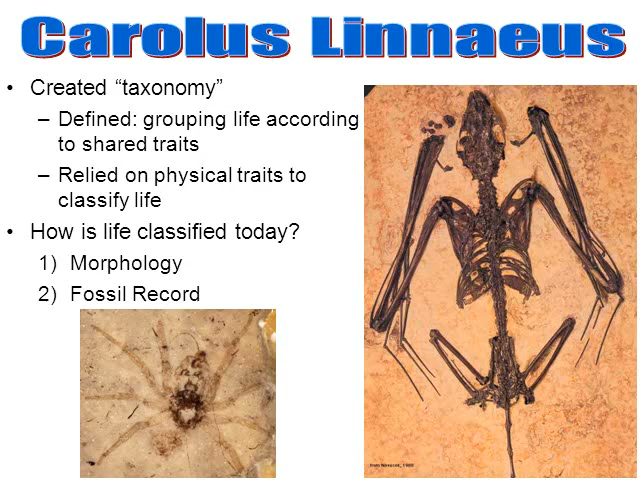 Carolus Linnaeus
• Created “taxonomy”
– Defined: grouping life according
to shared traits
– Relied on physical traits to
classify life
• How is life classified today?
1) Morphology
2) Fossil Record